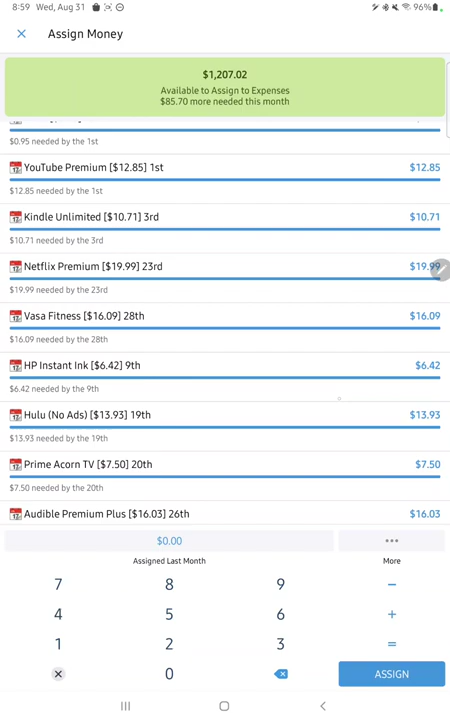 8:59 Wed, Aug 31
96%
Assign Money
$1,207.02
Available to Assign to Expenses
$85.70 more needed this month
$0.95 needed by the 1st
YouTube Premium [$12.85] 1st $12.85
$12.85 needed by the 1st
Kindle Unlimited [$10.71] 3rd $10.71
$10.71 needed by the 3rd
Netflix Premium [$19.99] 23rd $19.99
$19.99 needed by the 23rd
Vasa Fitness [$16.09] 28th $16.09
$16.09 needed by the 28th
HP Instant Ink [$6.42] 9th $6.42
$6.42 needed by the 9th
Hulu (No Ads) [$13.93] 19th $13.93
$13.93 needed by the 19th
Prime Acorn TV [$7.50] 20th $7.50
$7.50 needed by the 20th
Audible Premium Plus [$16.03] 26th $16.03
$0.00 •••
Assigned Last Month More
7 8 9 −
4 5 6 +
1 2 3 =
0 ASSIGN